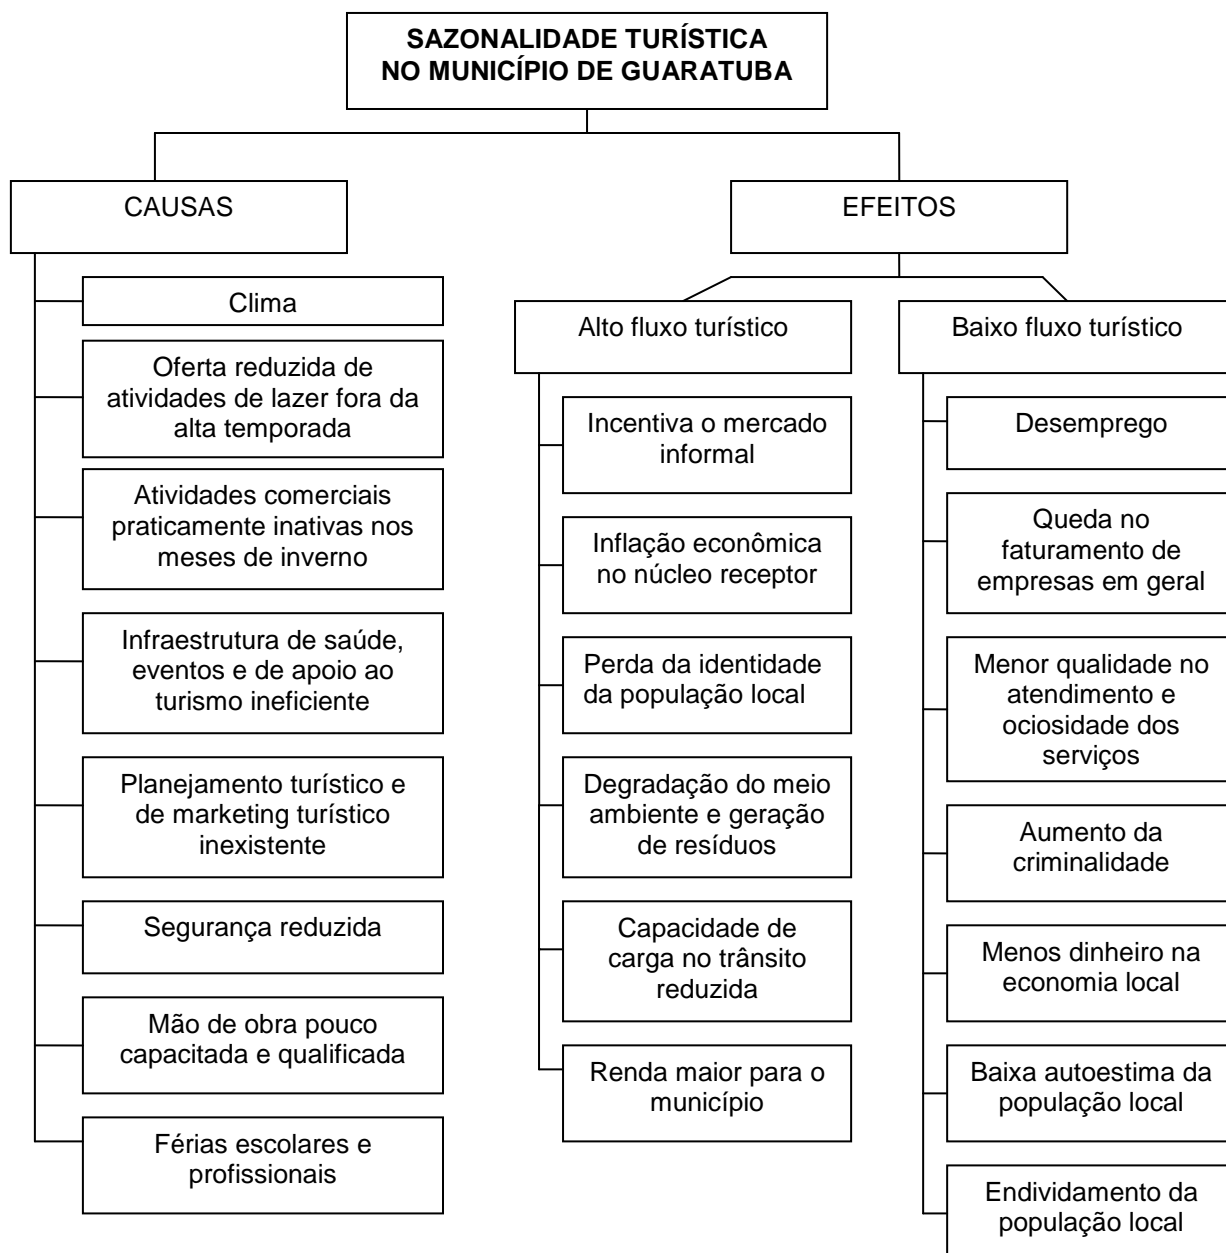 SAZONALIDADE TURÍSTICA
NO MUNICÍPIO DE GUARATUBA
CAUSAS
Clima
Oferta reduzida de
atividades de lazer fora da
alta temporada
Atividades comerciais
praticamente inativas nos
meses de inverno
Infraestrutura de saúde,
eventos e de apoio ao
turismo ineficiente
Planejamento turístico e
de marketing turístico
inexistente
Segurança reduzida
Mão de obra pouco
capacitada e qualificada
Férias escolares e
profissionais
EFEITOS
Alto fluxo turístico
Incentiva o mercado
informal
Inflação econômica
no núcleo receptor
Perda da identidade
da população local
Degradação do meio
ambiente e geração
de resíduos
Capacidade de
carga no trânsito
reduzida
Renda maior para o
município
Baixo fluxo turístico
Desemprego
Queda no
faturamento de
empresas em geral
Menor qualidade no
atendimento e
ociosidade dos
serviços
Aumento da
criminalidade
Menos dinheiro na
economia local
Baixa autoestima da
população local
Endividamento da
população local